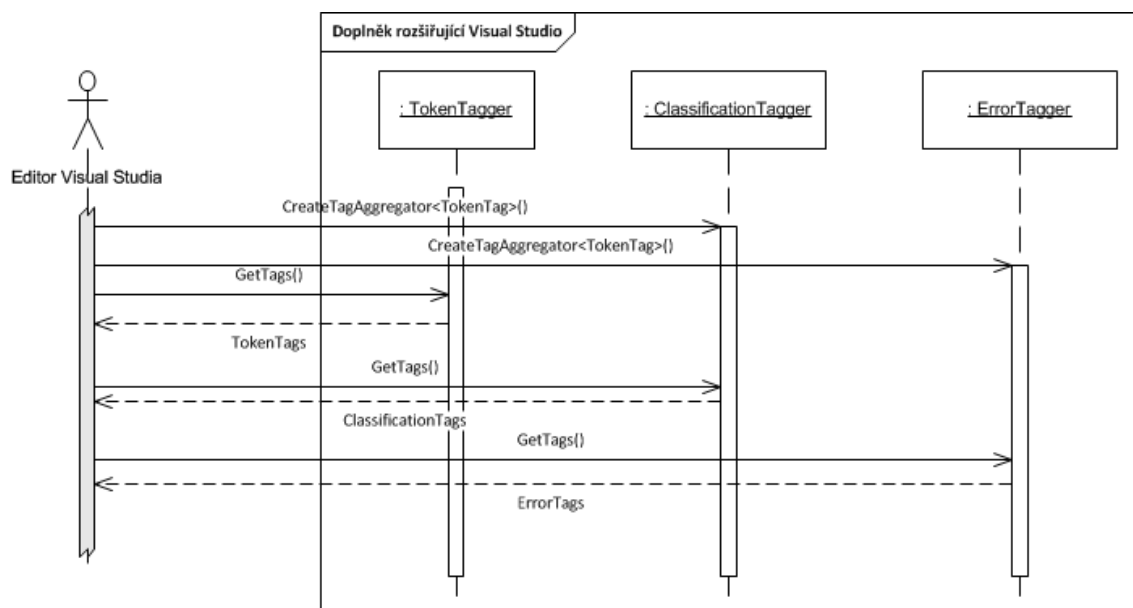 Doplněk rozšiřující Visual Studio
: TokenTagger
: ClassificationTagger
: ErrorTagger
Editor Visual Studia
CreateTagAggregator<TokenTag>()
CreateTagAggregator<TokenTag>()
GetTags()
TokenTags
GetTags()
ClassificationTags
GetTags()
ErrorTags